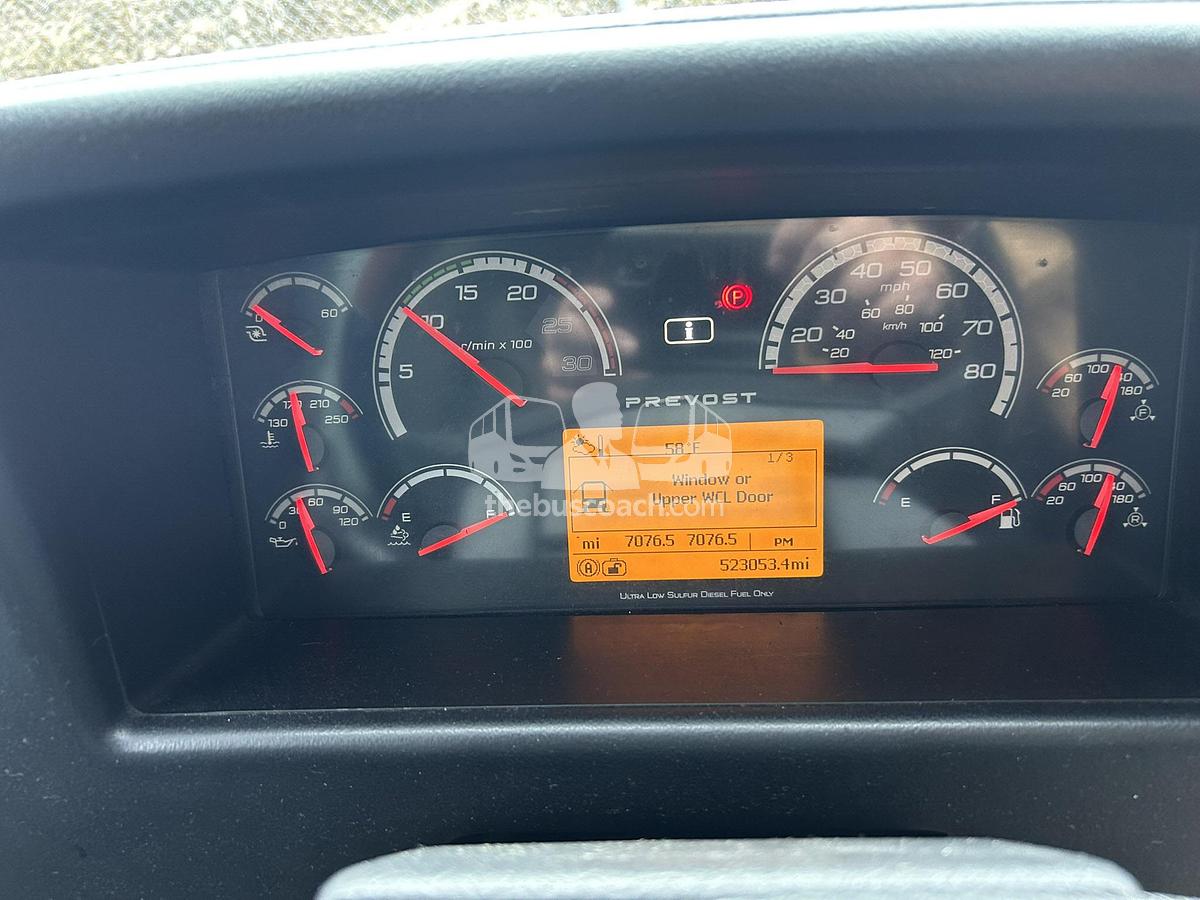 0
60
130
170
210
250
0
30
60
90
120
5
10
15
20
25
30
r/min x 100
E
F
P
i
PREVOST
58°F
1/3
Window or
Upper WCL Door
mi 7076.5 7076.5 PM
A 523053.4mi
ULTRA LOW SULFUR DIESEL FUEL ONLY
thebuscoach.com
R
20
30
40
50
60
70
80
mph
20
40
60
80
100
120
km/h
E
F
20
60
100
180
F
20
60
100
180
R